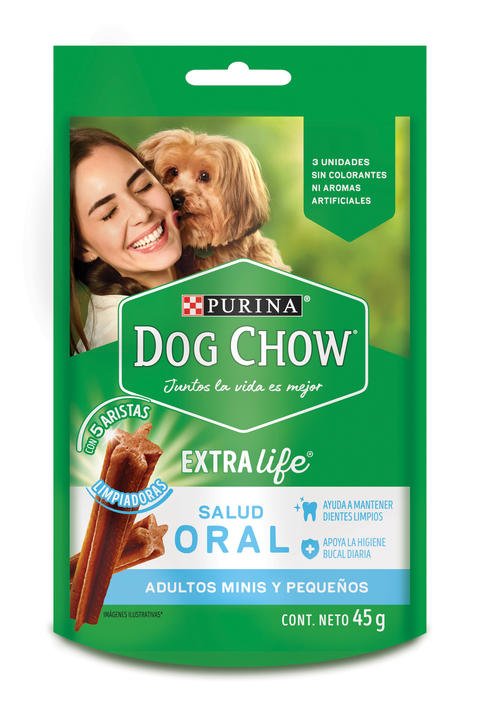 3 UNIDADES
SIN COLORANTES
NI AROMAS
ARTIFICIALES
PURINA®
DOG CHOW®
Juntos la vida es mejor
CON 5 ARISTAS
LIMPIADORAS
EXTRA life®
SALUD
ORAL
AYUDA A MANTENER
DIENTES LIMPIOS
APOYA LA HIGIENE
BUCAL DIARIA
ADULTOS MINIS Y PEQUEÑOS
IMÁGENES ILUSTRATIVAS*
CONT. NETO 45 g